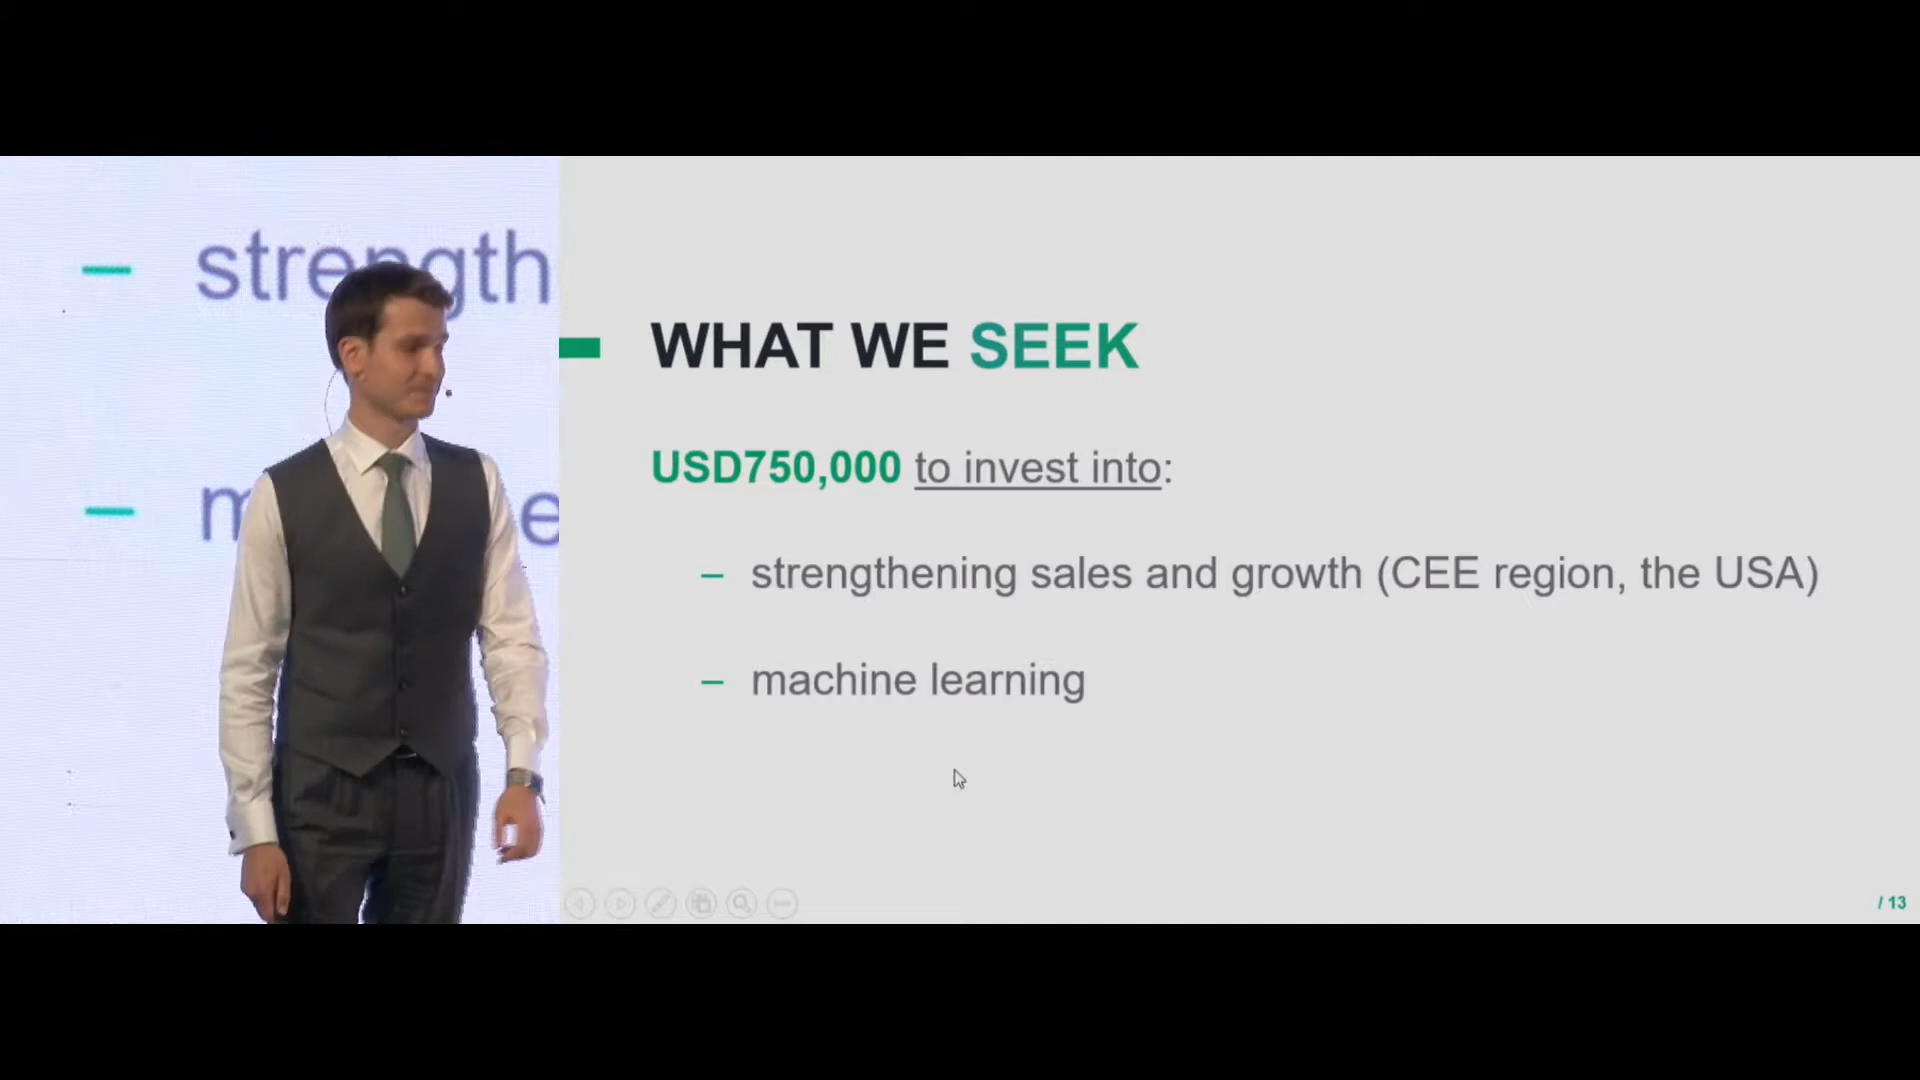 – strength
– m e
WHAT WE SEEK
USD750,000 to invest into:
– strengthening sales and growth (CEE region, the USA)
– machine learning
/ 13